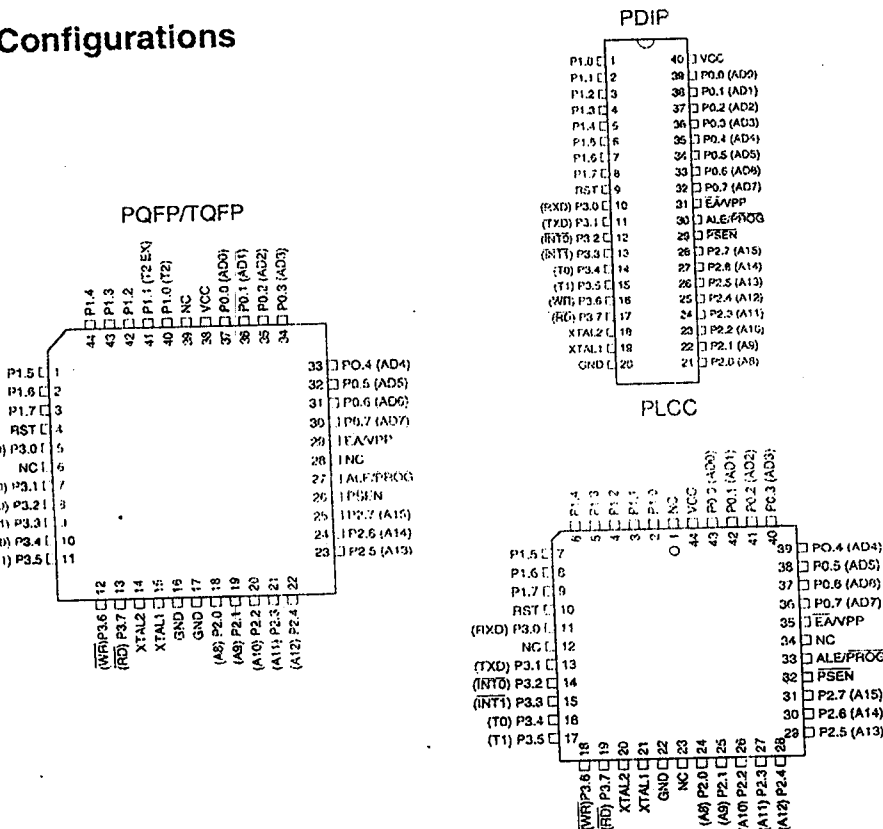 Configurations
PDIP
P1.0 1 40 VCC
P1.1 2 39 P0.0 (AD0)
P1.2 3 38 P0.1 (AD1)
P1.3 4 37 P0.2 (AD2)
P1.4 5 36 P0.3 (AD3)
P1.5 6 35 P0.4 (AD4)
P1.6 7 34 P0.5 (AD5)
P1.7 8 33 P0.6 (AD6)
RST 9 32 P0.7 (AD7)
(RXD) P3.0 10 31 EA/VPP
(TXD) P3.1 11 30 ALE/PROG
(INT0) P3.2 12 29 PSEN
(INT1) P3.3 13 28 P2.7 (A15)
(T0) P3.4 14 27 P2.6 (A14)
(T1) P3.5 15 26 P2.5 (A13)
(WR) P3.6 16 25 P2.4 (A12)
(RD) P3.7 17 24 P2.3 (A11)
XTAL2 18 23 P2.2 (A10)
XTAL1 19 22 P2.1 (A9)
GND 20 21 P2.0 (A8)
PQFP/TQFP
44 P1.4
43 P1.3
42 P1.2
41 P1.1 (T2 EX)
40 P1.0 (T2)
39 NC
38 VCC
37 P0.0 (AD0)
36 P0.1 (AD1)
35 P0.2 (AD2)
34 P0.3 (AD3)
P1.5 1 33 PO.4 (AD4)
P1.6 2 32 P0.5 (AD5)
P1.7 3 31 P0.6 (AD6)
RST 4 30 P0.7 (AD7)
) P3.0 5 29 EA/VPP
NC 6 28 NC
) P3.1 7 27 ALE/PROG
) P3.2 8 26 PSEN
) P3.3 25 P2.7 (A15)
) P3.4 10 24 P2.6 (A14)
1) P3.5 11 23 P2.5 (A13)
12 (WR)P3.6
13 (RD) P3.7
14 XTAL2
15 XTAL1
16 GND
17 GND
18 (A8) P2.0
19 (A9) P2.1
20 (A10) P2.2
21 (A11) P2.3
22 (A12) P2.4
PLCC
6 P1.4
5 P1.3
4 P1.2
3 P1.1
2 P1.0
1 NC
44 VCC
43 P0.0 (AD0)
42 P0.1 (AD1)
41 P0.2 (AD2)
40 P0.3 (AD3)
P1.5 7 39 PO.4 (AD4)
P1.6 8 38 P0.5 (AD5)
P1.7 9 37 P0.6 (AD6)
RST 10 36 P0.7 (AD7)
(RXD) P3.0 11 35 EA/VPP
NC 12 34 NC
(TXD) P3.1 13 33 ALE/PROG
(INT0) P3.2 14 32 PSEN
(INT1) P3.3 15 31 P2.7 (A15)
(T0) P3.4 16 30 P2.6 (A14)
(T1) P3.5 17 29 P2.5 (A13)
18 (WR)P3.6
19 (RD) P3.7
20 XTAL2
21 XTAL1
22 GND
23 NC
24 (A8) P2.0
25 (A9) P2.1
26 (A10) P2.2
27 (A11) P2.3
28 (A12) P2.4